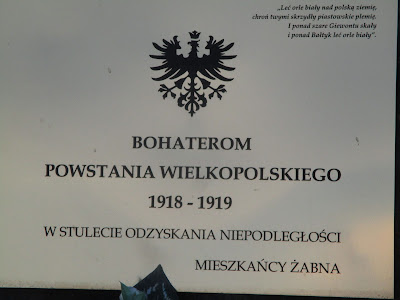 „Leć orle biały nad polską ziemię,
chroń twymi skrzydły piastowskie plemię.
I ponad szare Giewontu skały
i ponad Bałtyk leć orle biały".
BOHATEROM
POWSTANIA WIELKOPOLSKIEGO
1918 - 1919
W STULECIE ODZYSKANIA NIEPODLEGŁOŚCI
MIESZKAŃCY ŻABNA